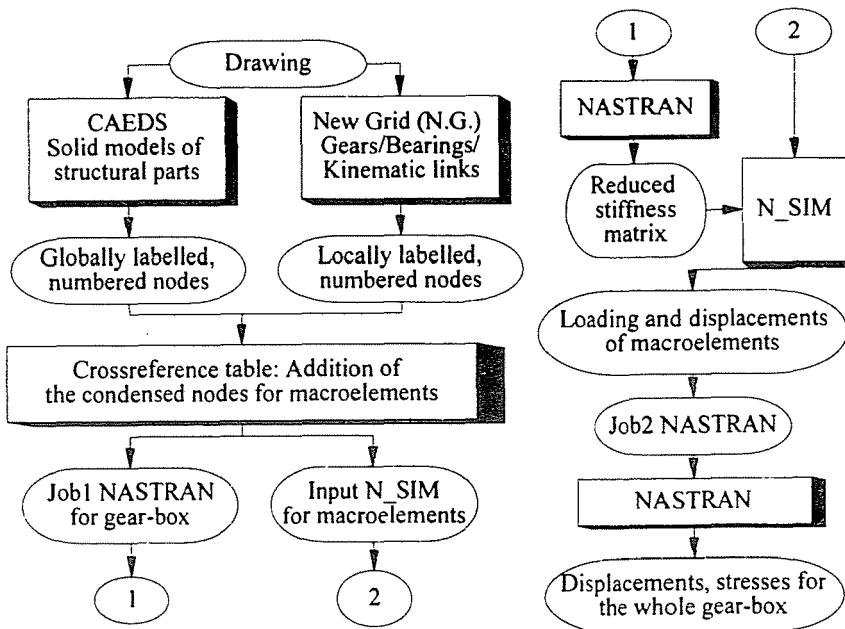 Drawing
CAEDS
Solid models of
structural parts
New Grid (N.G.)
Gears/Bearings/
Kinematic links
Globally labelled,
numbered nodes
Locally labelled,
numbered nodes
Crossreference table: Addition of
the condensed nodes for macroelements
Job1 NASTRAN
for gear-box
Input N_SIM
for macroelements
1
2
1
2
NASTRAN
Reduced
stiffness
matrix
N_SIM
Loading and displacements
of macroelements
Job2 NASTRAN
NASTRAN
Displacements, stresses for
the whole gear-box